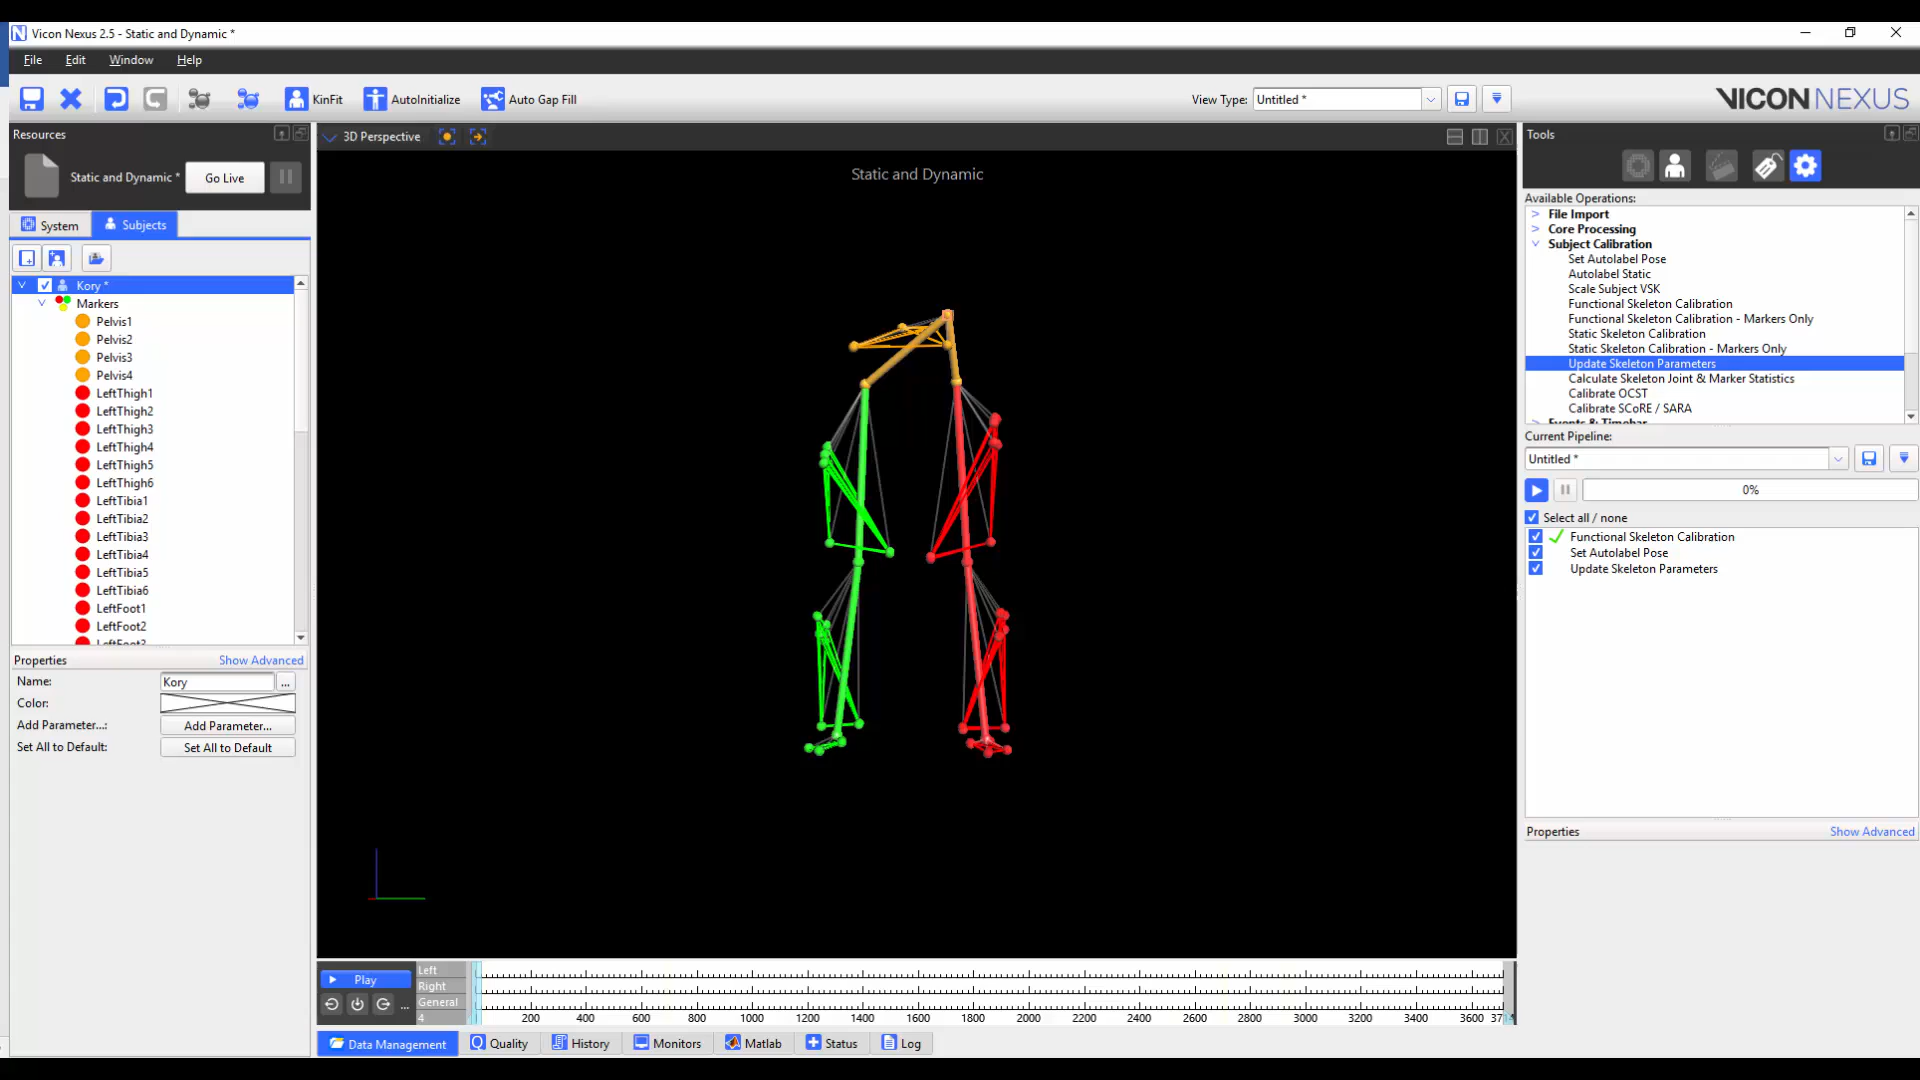 Vicon Nexus 2.5 - Static and Dynamic *
File Edit Window Help
KinFit AutoInitialize Auto Gap Fill
View Type: Untitled *
VICON NEXUS
Resources
Static and Dynamic * Go Live
System Subjects
Kory *
Markers
Pelvis1
Pelvis2
Pelvis3
Pelvis4
LeftThigh1
LeftThigh2
LeftThigh3
LeftThigh4
LeftThigh5
LeftThigh6
LeftTibia1
LeftTibia2
LeftTibia3
LeftTibia4
LeftTibia5
LeftTibia6
LeftFoot1
LeftFoot2
Properties Show Advanced
Name: Kory ...
Color:
Add Parameter...: Add Parameter...
Set All to Default: Set All to Default
3D Perspective
Static and Dynamic
Play
...
Left
Right
General
4
200 400 600 800 1000 1200 1400 1600 1800 2000 2200 2400 2600 2800 3000 3200 3400 3600
Data Management Quality History Monitors Matlab Status Log
Tools
Available Operations:
> File Import
> Core Processing
Subject Calibration
Set Autolabel Pose
Autolabel Static
Scale Subject VSK
Functional Skeleton Calibration
Functional Skeleton Calibration - Markers Only
Static Skeleton Calibration
Static Skeleton Calibration - Markers Only
Update Skeleton Parameters
Calculate Skeleton Joint & Marker Statistics
Calibrate OCST
Calibrate SCoRE / SARA
Current Pipeline:
Untitled *
0%
Select all / none
Functional Skeleton Calibration
Set Autolabel Pose
Update Skeleton Parameters
Properties Show Advanced